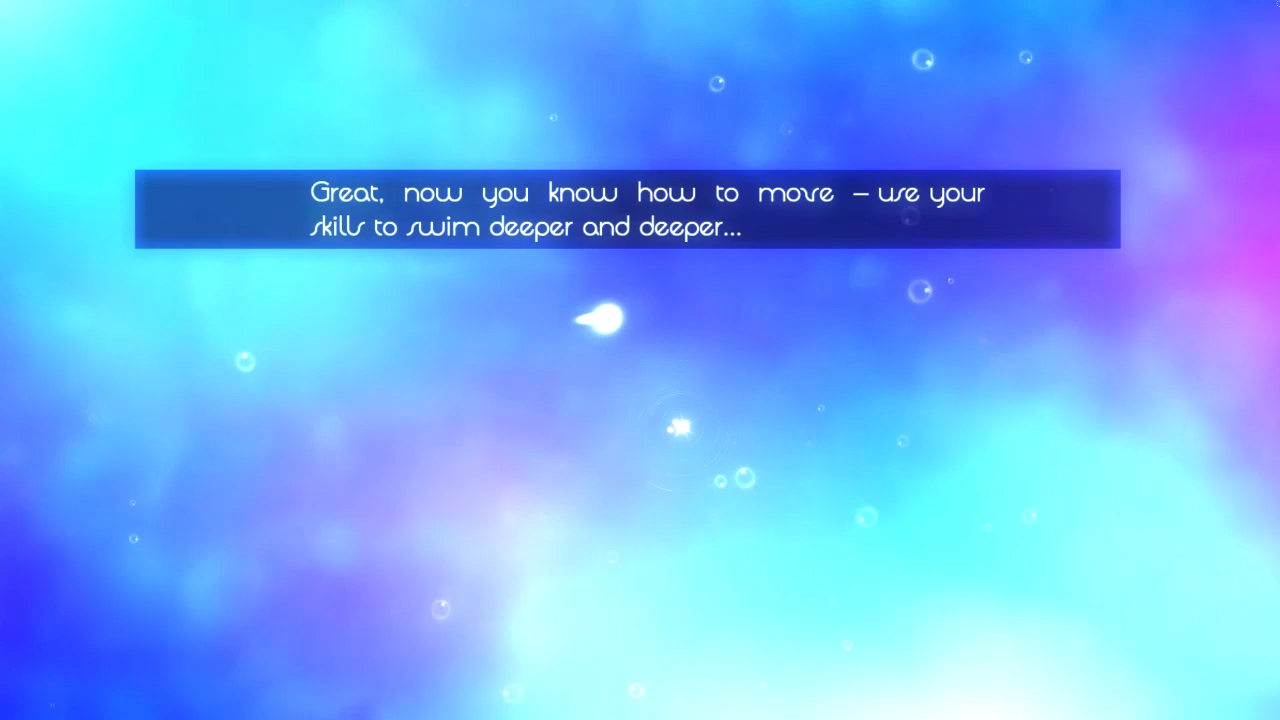 Great, now you know how to move – use your
skills to swim deeper and deeper...